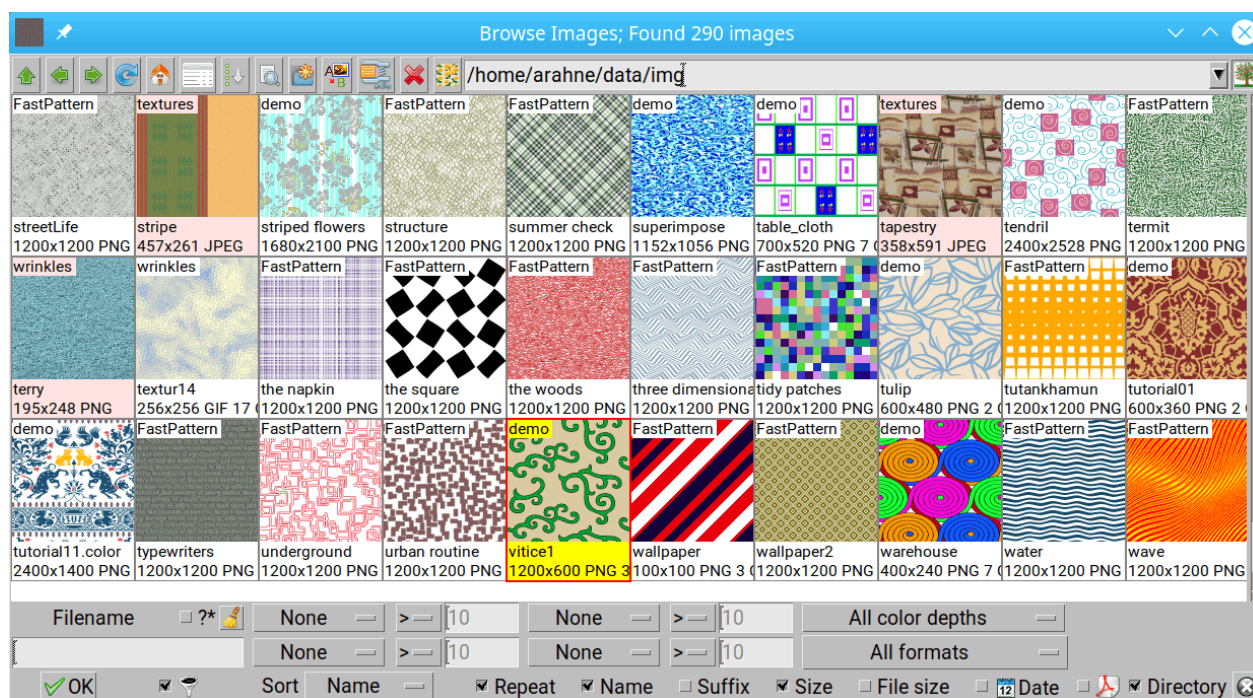 Browse Images; Found 290 images
/home/arahne/data/img
FastPattern textures demo FastPattern FastPattern demo demo textures demo FastPattern
streetLife stripe striped flowers structure summer check superimpose table_cloth tapestry tendril termit
1200x1200 PNG 457x261 JPEG 1680x2100 PNG 1200x1200 PNG 1200x1200 PNG 1152x1056 PNG 700x520 PNG 7 358x591 JPEG 2400x2528 PNG 1200x1200 PNG
wrinkles wrinkles FastPattern FastPattern FastPattern FastPattern FastPattern demo FastPattern demo
terry textur14 the napkin the square the woods three dimensiona tidy patches tulip tutankhamun tutorial01
195x248 PNG 256x256 GIF 17 1200x1200 PNG 1200x1200 PNG 1200x1200 PNG 1200x1200 PNG 1200x1200 PNG 600x480 PNG 2 1200x1200 PNG 600x360 PNG 2
demo FastPattern FastPattern FastPattern demo FastPattern FastPattern demo FastPattern FastPattern
tutorial11.color typewriters underground urban routine vitice1 wallpaper wallpaper2 warehouse water wave
2400x1400 PNG 1200x1200 PNG 1200x1200 PNG 1200x1200 PNG 1200x600 PNG 3 100x100 PNG 3 1200x1200 PNG 400x240 PNG 7 1200x1200 PNG 1200x1200 PNG
Filename ?* None > 10 None > 10 All color depths
None > 10 None > 10 All formats
OK Sort Name Repeat Name Suffix Size File size 12 Date Directory